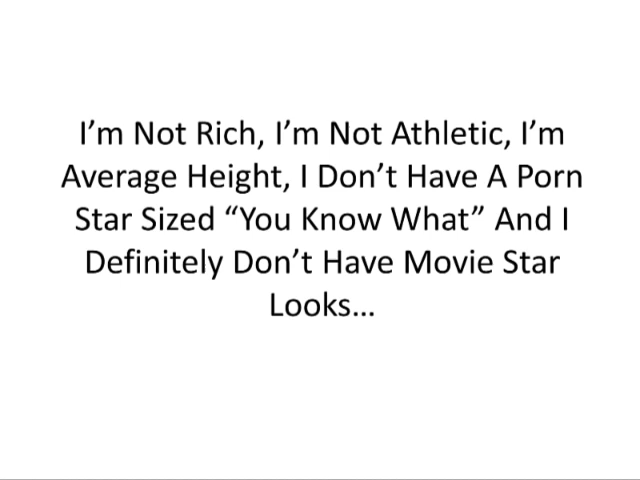 I’m Not Rich, I’m Not Athletic, I’m
Average Height, I Don’t Have A Porn
Star Sized “You Know What” And I
Definitely Don’t Have Movie Star
Looks…